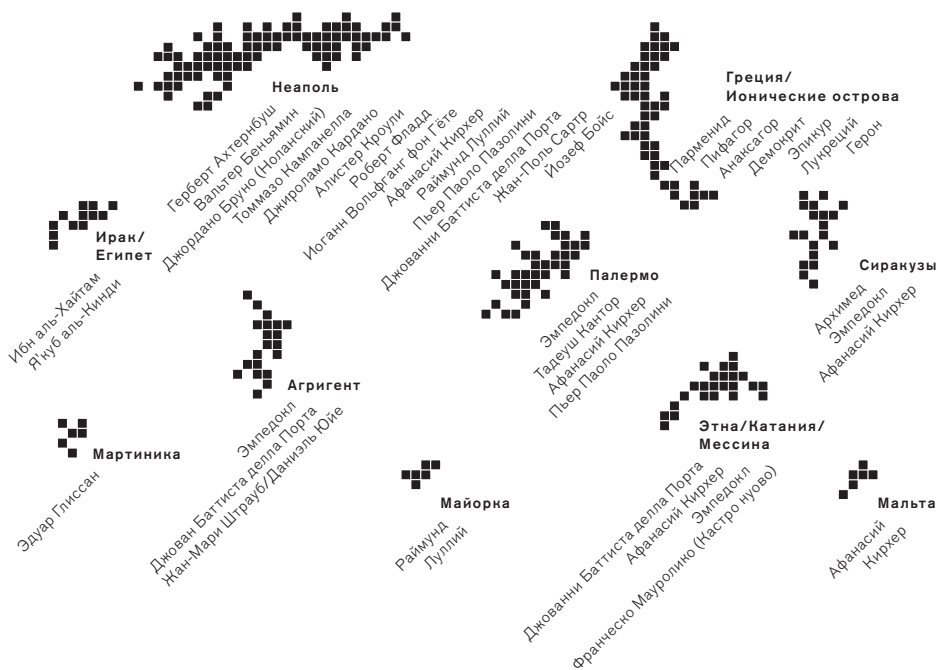 Неаполь
Герберт Ахтернбуш
Вальтер Беньямин
Джордано Бруно (Ноланский)
Томмазо Кампанелла
Джироламо Кардано
Алистер Кроули
Роберт Фладд
Иоганн Вольфганг фон Гёте
Афанасий Кирхер
Раймунд Луллий
Пьер Паоло Пазолини
Джованни Баттиста делла Порта
Жан-Поль Сартр
Йозеф Бойс
Греция/
Ионические острова
Парменид
Пифагор
Анаксагор
Демокрит
Эпикур
Лукреций
Герон
Ирак/
Египет
Ибн аль-Хайтам
Я'куб аль-Кинди
Палермо
Эмпедокл
Тадеуш Кантор
Афанасий Кирхер
Пьер Паоло Пазолини
Сиракузы
Архимед
Эмпедокл
Афанасий Кирхер
Агригент
Эмпедокл
Джован Баттиста делла Порта
Жан-Мари Штрауб/Даниэль Юйе
Этна/Катания/
Мессина
Джованни Баттиста делла Порта
Афанасий Кирхер
Эмпедокл
Франческо Мауролико (Кастро нуово)
Мартиника
Эдуар Глиссан
Майорка
Раймунд
Луллий
Мальта
Афанасий
Кирхер